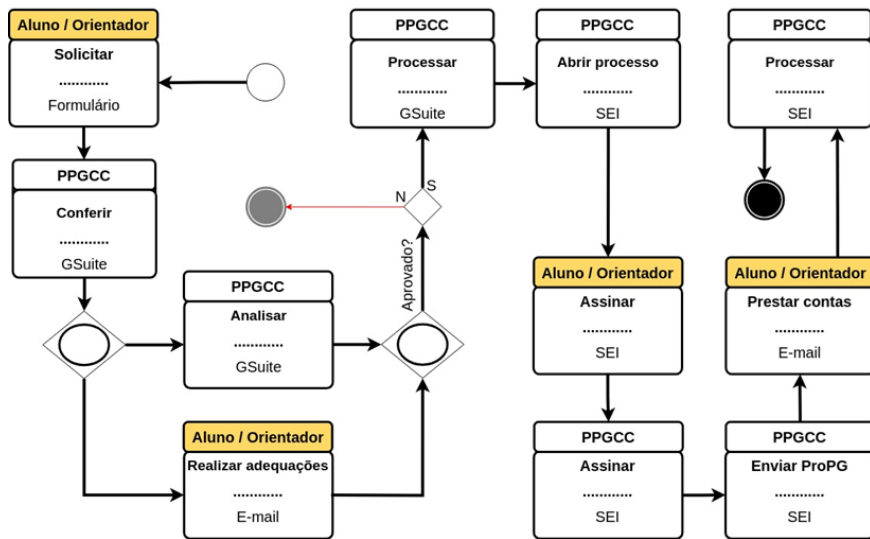 Aluno / Orientador
Solicitar
............
Formulário
PPGCC
Conferir
............
GSuite
PPGCC
Analisar
............
GSuite
Aluno / Orientador
Realizar adequações
............
E-mail
Aprovado?
N
S
PPGCC
Processar
............
GSuite
PPGCC
Abrir processo
............
SEI
Aluno / Orientador
Assinar
............
SEI
PPGCC
Assinar
............
SEI
PPGCC
Enviar ProPG
............
SEI
Aluno / Orientador
Prestar contas
............
E-mail
PPGCC
Processar
............
SEI